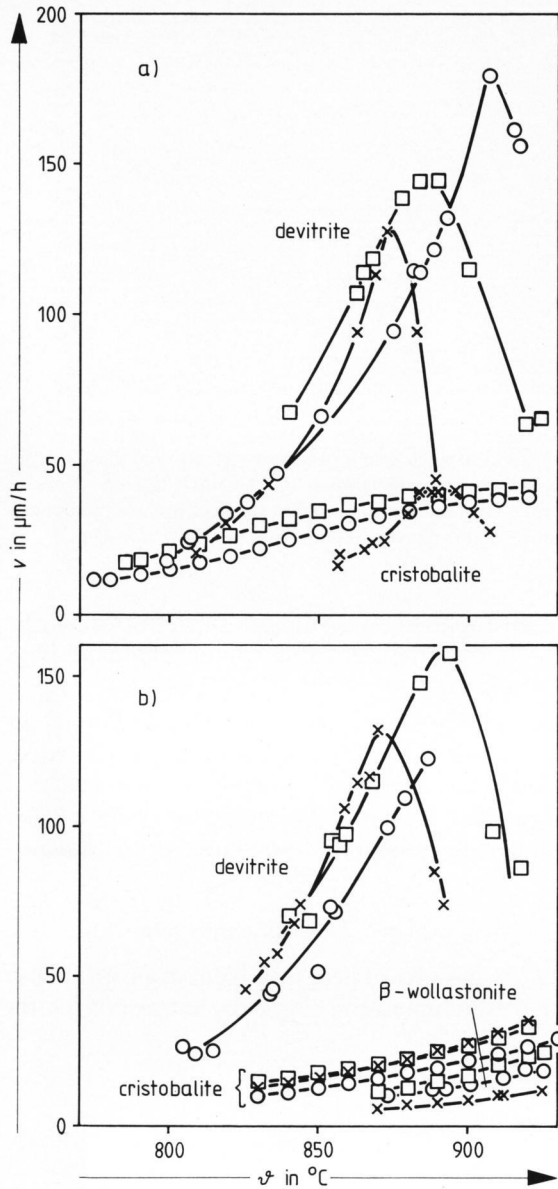 200
a)
150
devitrite
100
50
v in µm/h
cristobalite
0
150
b)
100
devitrite
50
β-wollastonite
cristobalite {
0
800
850
900
ϑ in °C